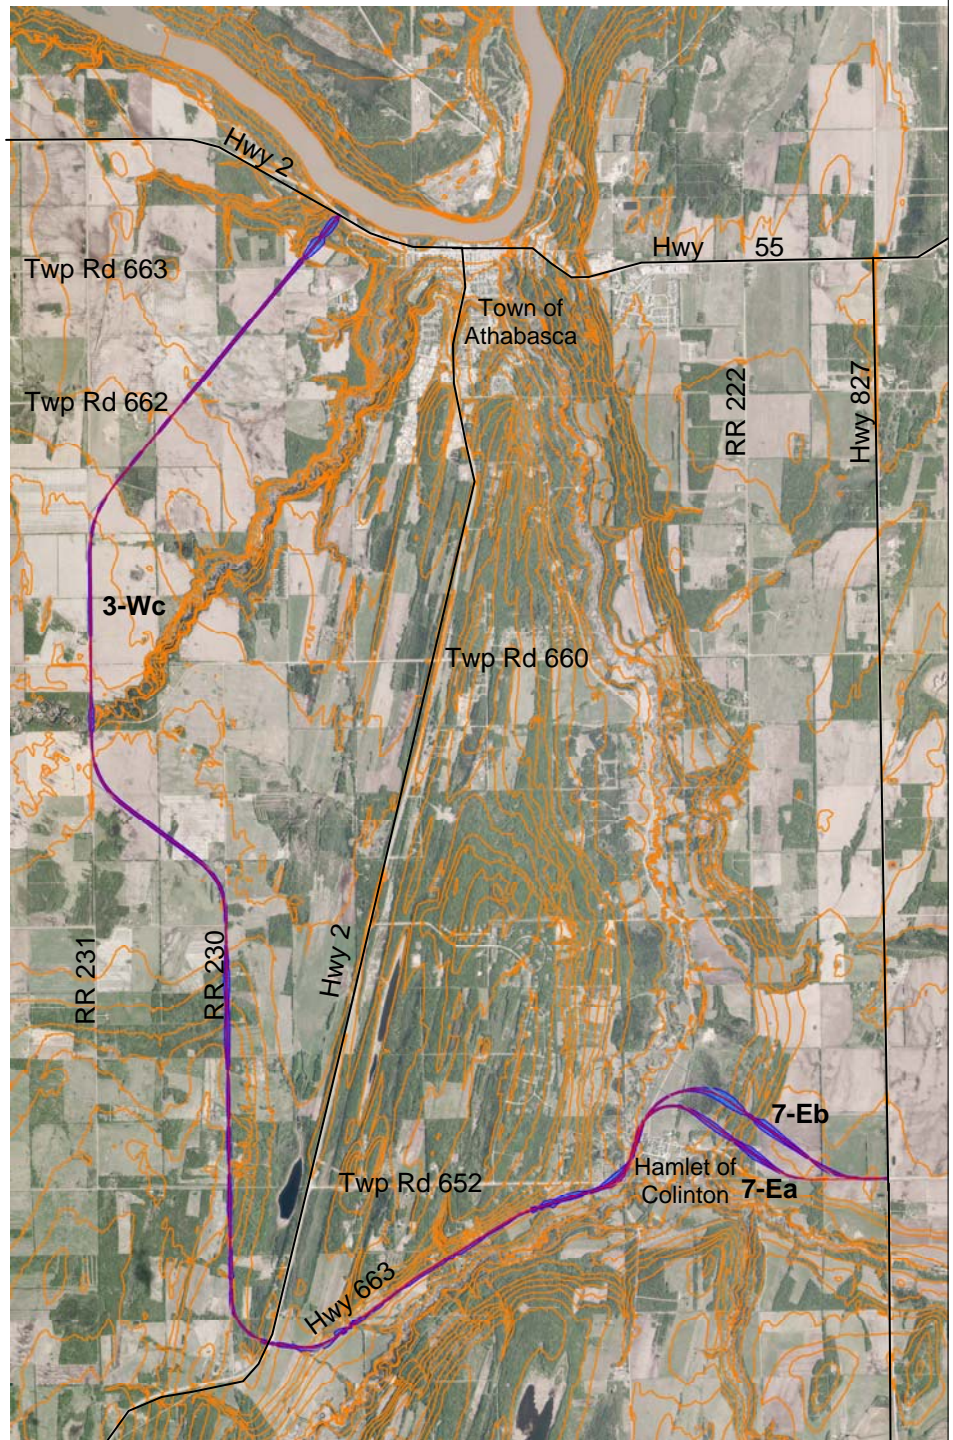 Hwy 2
Hwy 55
Twp Rd 663
Town of
Athabasca
Twp Rd 662
RR 222
Hwy 827
3-Wc
Twp Rd 660
Hwy 2
RR 231
RR 230
7-Eb
Hamlet of
Colinton
7-Ea
Twp Rd 652
Hwy 663